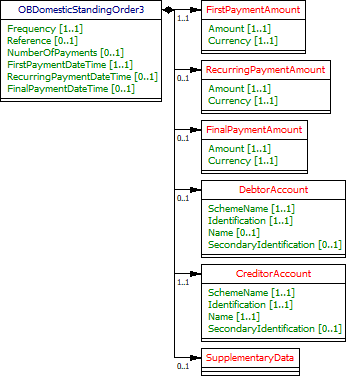 OBDomesticStandingOrder3
Frequency [1..1]
Reference [0..1]
NumberOfPayments [0..1]
FirstPaymentDateTime [1..1]
RecurringPaymentDateTime [0..1]
FinalPaymentDateTime [0..1]
1..1
FirstPaymentAmount
Amount [1..1]
Currency [1..1]
0..1
RecurringPaymentAmount
Amount [1..1]
Currency [1..1]
0..1
FinalPaymentAmount
Amount [1..1]
Currency [1..1]
0..1
DebtorAccount
SchemeName [1..1]
Identification [1..1]
Name [0..1]
SecondaryIdentification [0..1]
1..1
CreditorAccount
SchemeName [1..1]
Identification [1..1]
Name [1..1]
SecondaryIdentification [0..1]
0..1
SupplementaryData